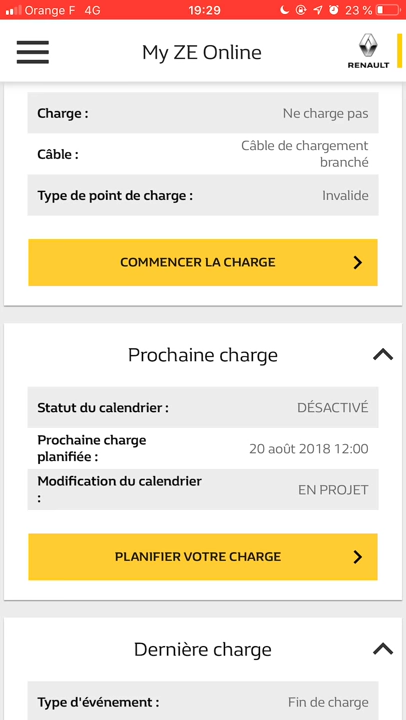 Orange F 4G 19:29 23 %
My ZE Online
RENAULT
Charge : Ne charge pas
Câble : Câble de chargement
branché
Type de point de charge : Invalide
COMMENCER LA CHARGE
Prochaine charge
Statut du calendrier : DÉSACTIVÉ
Prochaine charge
planifiée : 20 août 2018 12:00
Modification du calendrier
: EN PROJET
PLANIFIER VOTRE CHARGE
Dernière charge
Type d'événement : Fin de charge